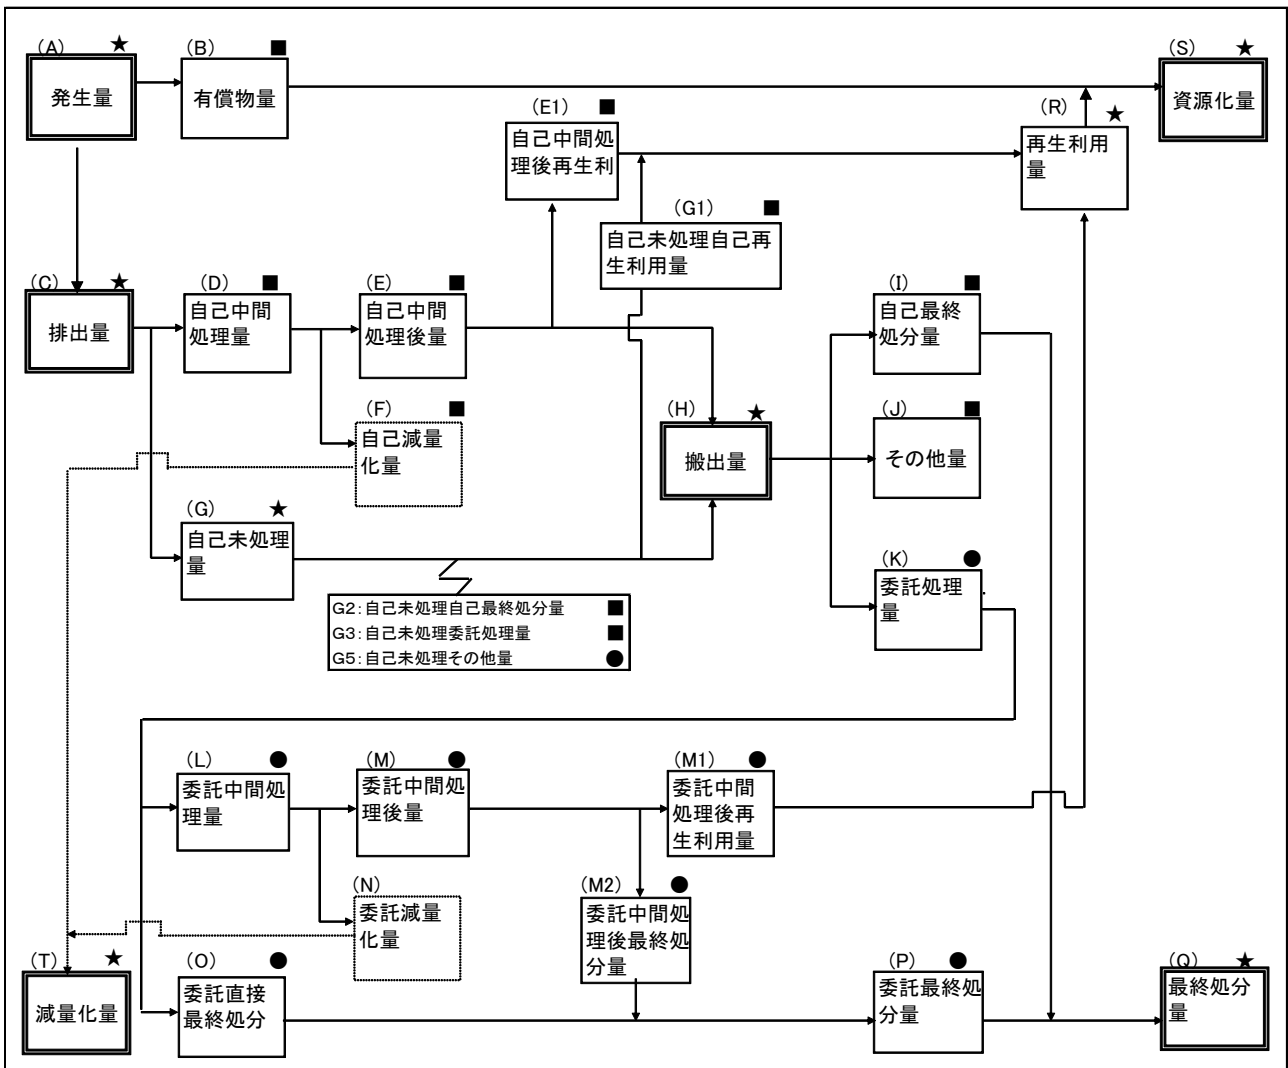 (A) ★
発生量
(B) ■
有償物量
(S) ★
資源化量
(E1) ■
自己中間処
理後再生利
(R) ★
再生利用
量
(G1) ■
自己未処理自己再
生利用量
(C) ★
排出量
(D) ■
自己中間
処理量
(E) ■
自己中間
処理後量
(I) ■
自己最終
処分量
(F) ■
自己減量
化量
(H) ★
搬出量
(J) ■
その他量
(G) ★
自己未処理
量
(K) ●
委託処理
量
G2:自己未処理自己最終処分量 ■
G3:自己未処理委託処理量 ■
G5:自己未処理その他量 ●
(L) ●
委託中間処
理量
(M) ●
委託中間処
理後量
(M1) ●
委託中間
処理後再
生利用量
(N)
委託減量
化量
(M2) ●
委託中間処
理後最終処
分量
(T) ★
減量化量
(O) ●
委託直接
最終処分
(P) ●
委託最終処
分量
(Q) ★
最終処分
量